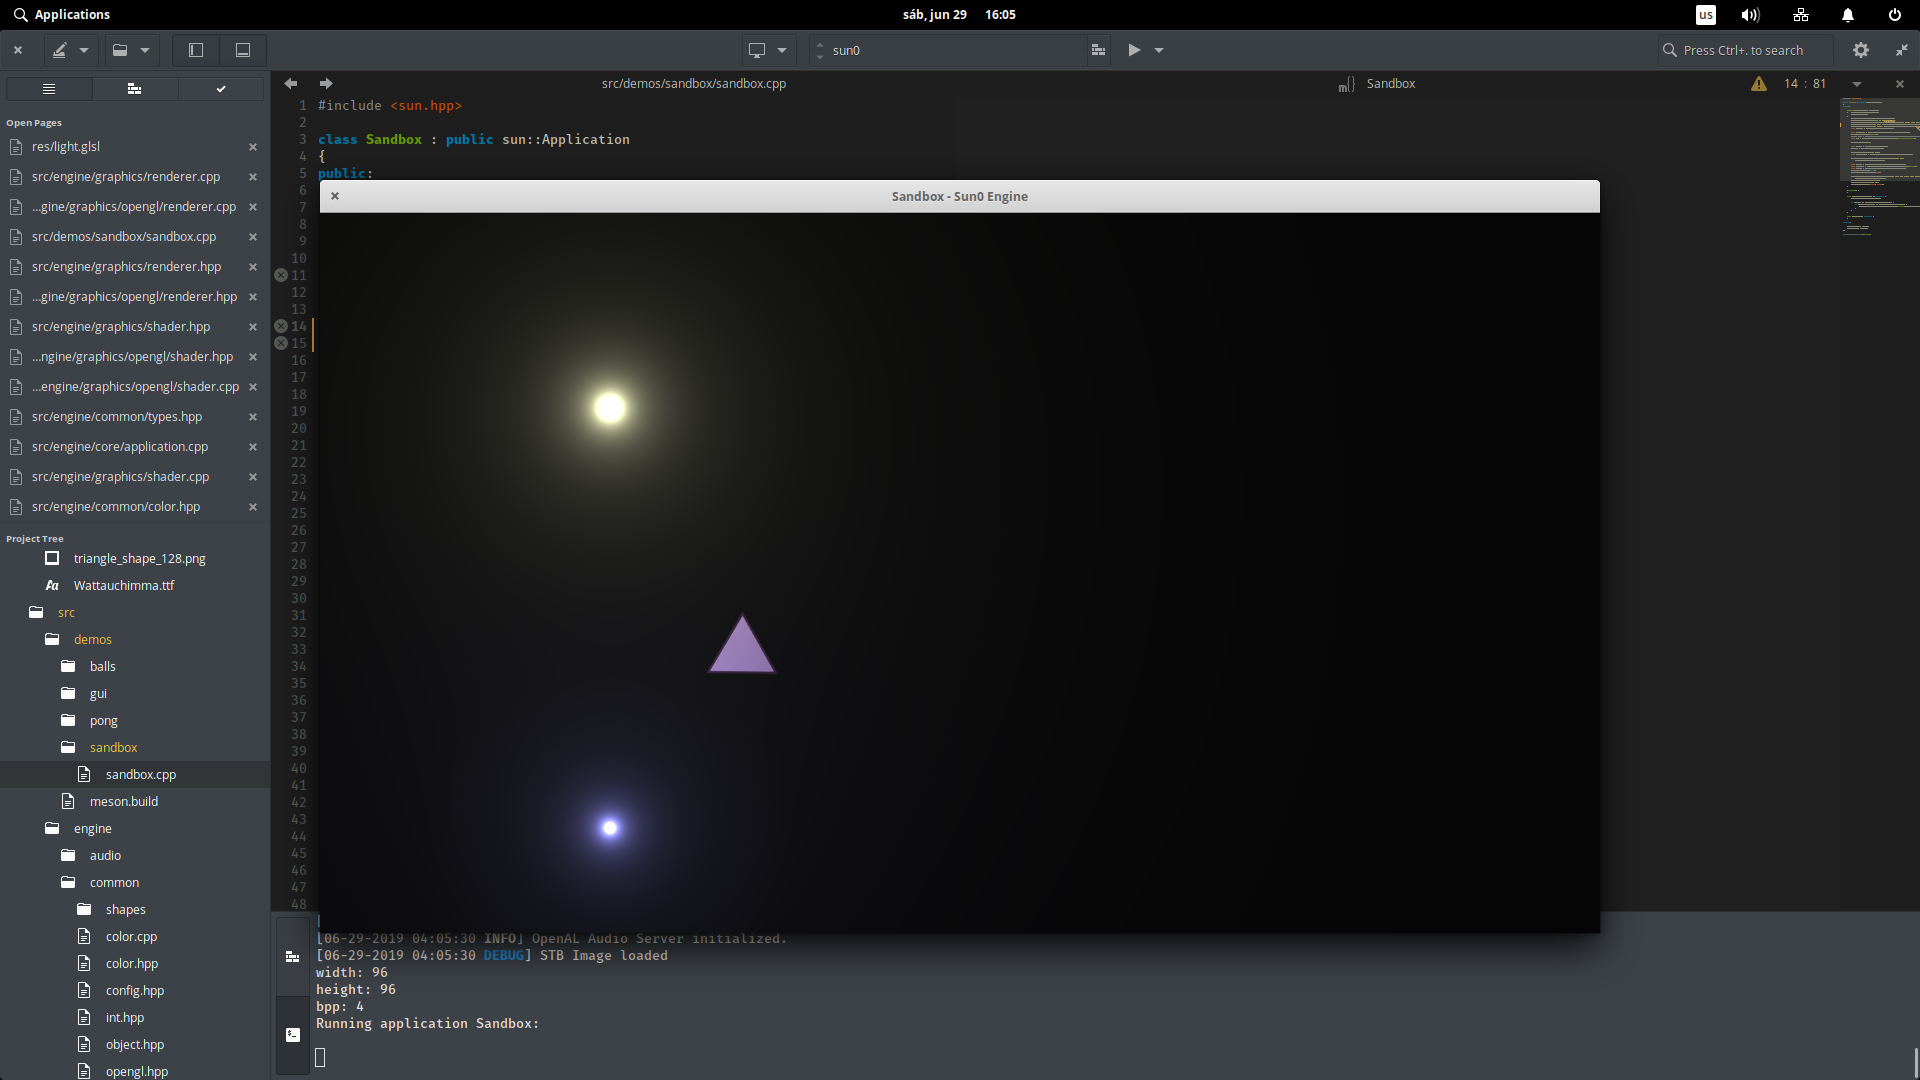 Applications
sáb, jun 29 16:05
us
sun0
Press Ctrl+. to search
src/demos/sandbox/sandbox.cpp
Sandbox
14 : 81
Open Pages
res/light.glsl
src/engine/graphics/renderer.cpp
...gine/graphics/opengl/renderer.cpp
src/demos/sandbox/sandbox.cpp
src/engine/graphics/renderer.hpp
...gine/graphics/opengl/renderer.hpp
src/engine/graphics/shader.hpp
...ngine/graphics/opengl/shader.hpp
...engine/graphics/opengl/shader.cpp
src/engine/common/types.hpp
src/engine/core/application.cpp
src/engine/graphics/shader.cpp
src/engine/common/color.hpp
Project Tree
triangle_shape_128.png
Wattauchimma.ttf
src
demos
balls
gui
pong
sandbox
sandbox.cpp
meson.build
engine
audio
common
shapes
color.cpp
color.hpp
config.hpp
int.hpp
object.hpp
opengl.hpp
1 #include <sun.hpp>
2
3 class Sandbox : public sun::Application
4 {
5 public:
6
7
8
9
10
11
12
13
14
15
16
17
18
19
20
21
22
23
24
25
26
27
28
29
30
31
32
33
34
35
36
37
38
39
40
41
42
43
44
45
46
47
48
Sandbox - Sun0 Engine
[06-29-2019 04:05:30 INFO] OpenAL Audio Server initialized.
[06-29-2019 04:05:30 DEBUG] STB Image loaded
width: 96
height: 96
bpp: 4
Running application Sandbox: